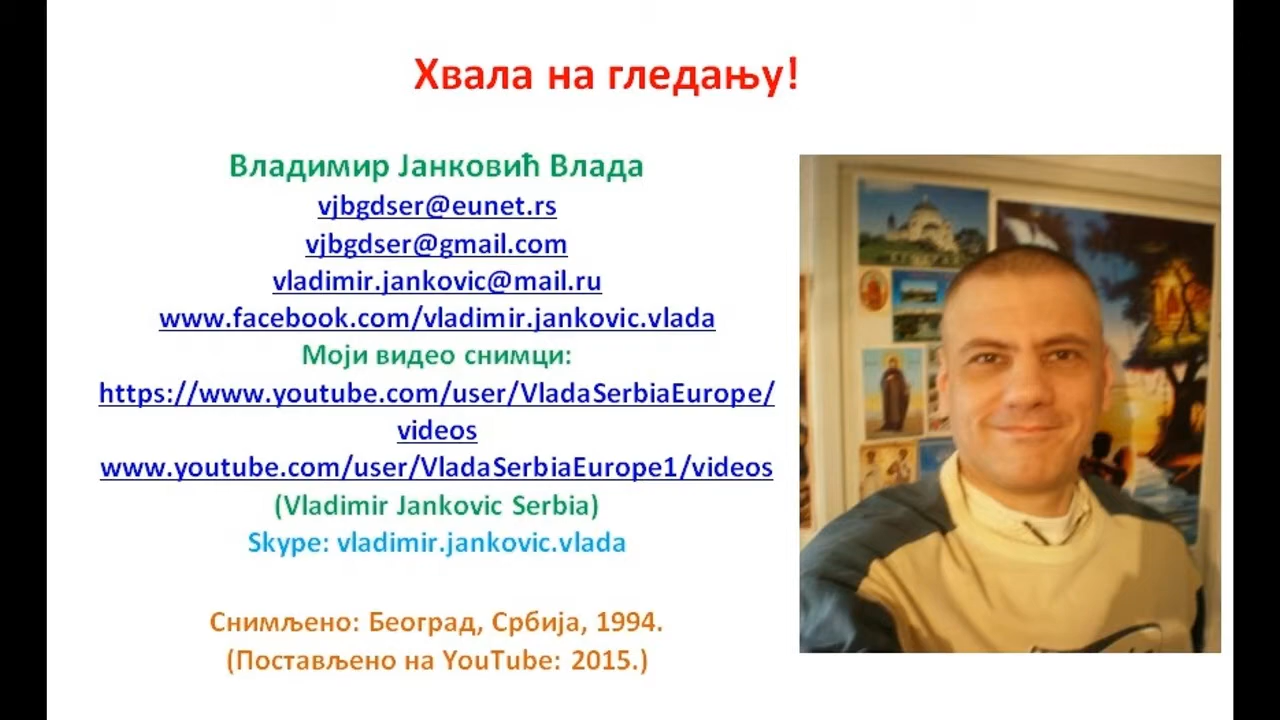 Хвала на гледању!
Владимир Јанковић Влада
vjbgdser@eunet.rs
vjbgdser@gmail.com
vladimir.jankovic@mail.ru
www.facebook.com/vladimir.jankovic.vlada
Моји видео снимци:
https://www.youtube.com/user/VladaSerbiaEurope/
videos
www.youtube.com/user/VladaSerbiaEurope1/videos
(Vladimir Jankovic Serbia)
Skype: vladimir.jankovic.vlada
Снимљено: Београд, Србија, 1994.
(Постављено на YouTube: 2015.)